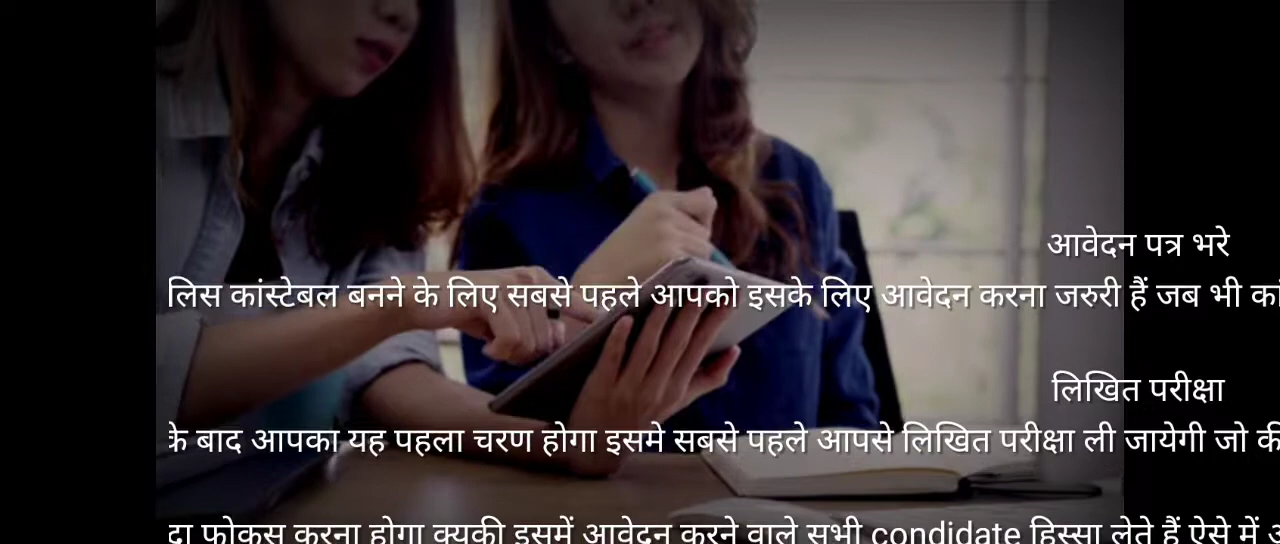 आवेदन पत्र भरे
लिस कांस्टेबल बनने के लिए सबसे पहले आपको इसके लिए आवेदन करना जरुरी हैं जब भी
लिखित परीक्षा
के बाद आपका यह पहला चरण होगा इसमे सबसे पहले आपसे लिखित परीक्षा ली जायेगी जो की
दा फोकस करना होगा क्यकी इसमें आवेदन करने वाले सभी condidate हिस्सा लेते हैं ऐसे में